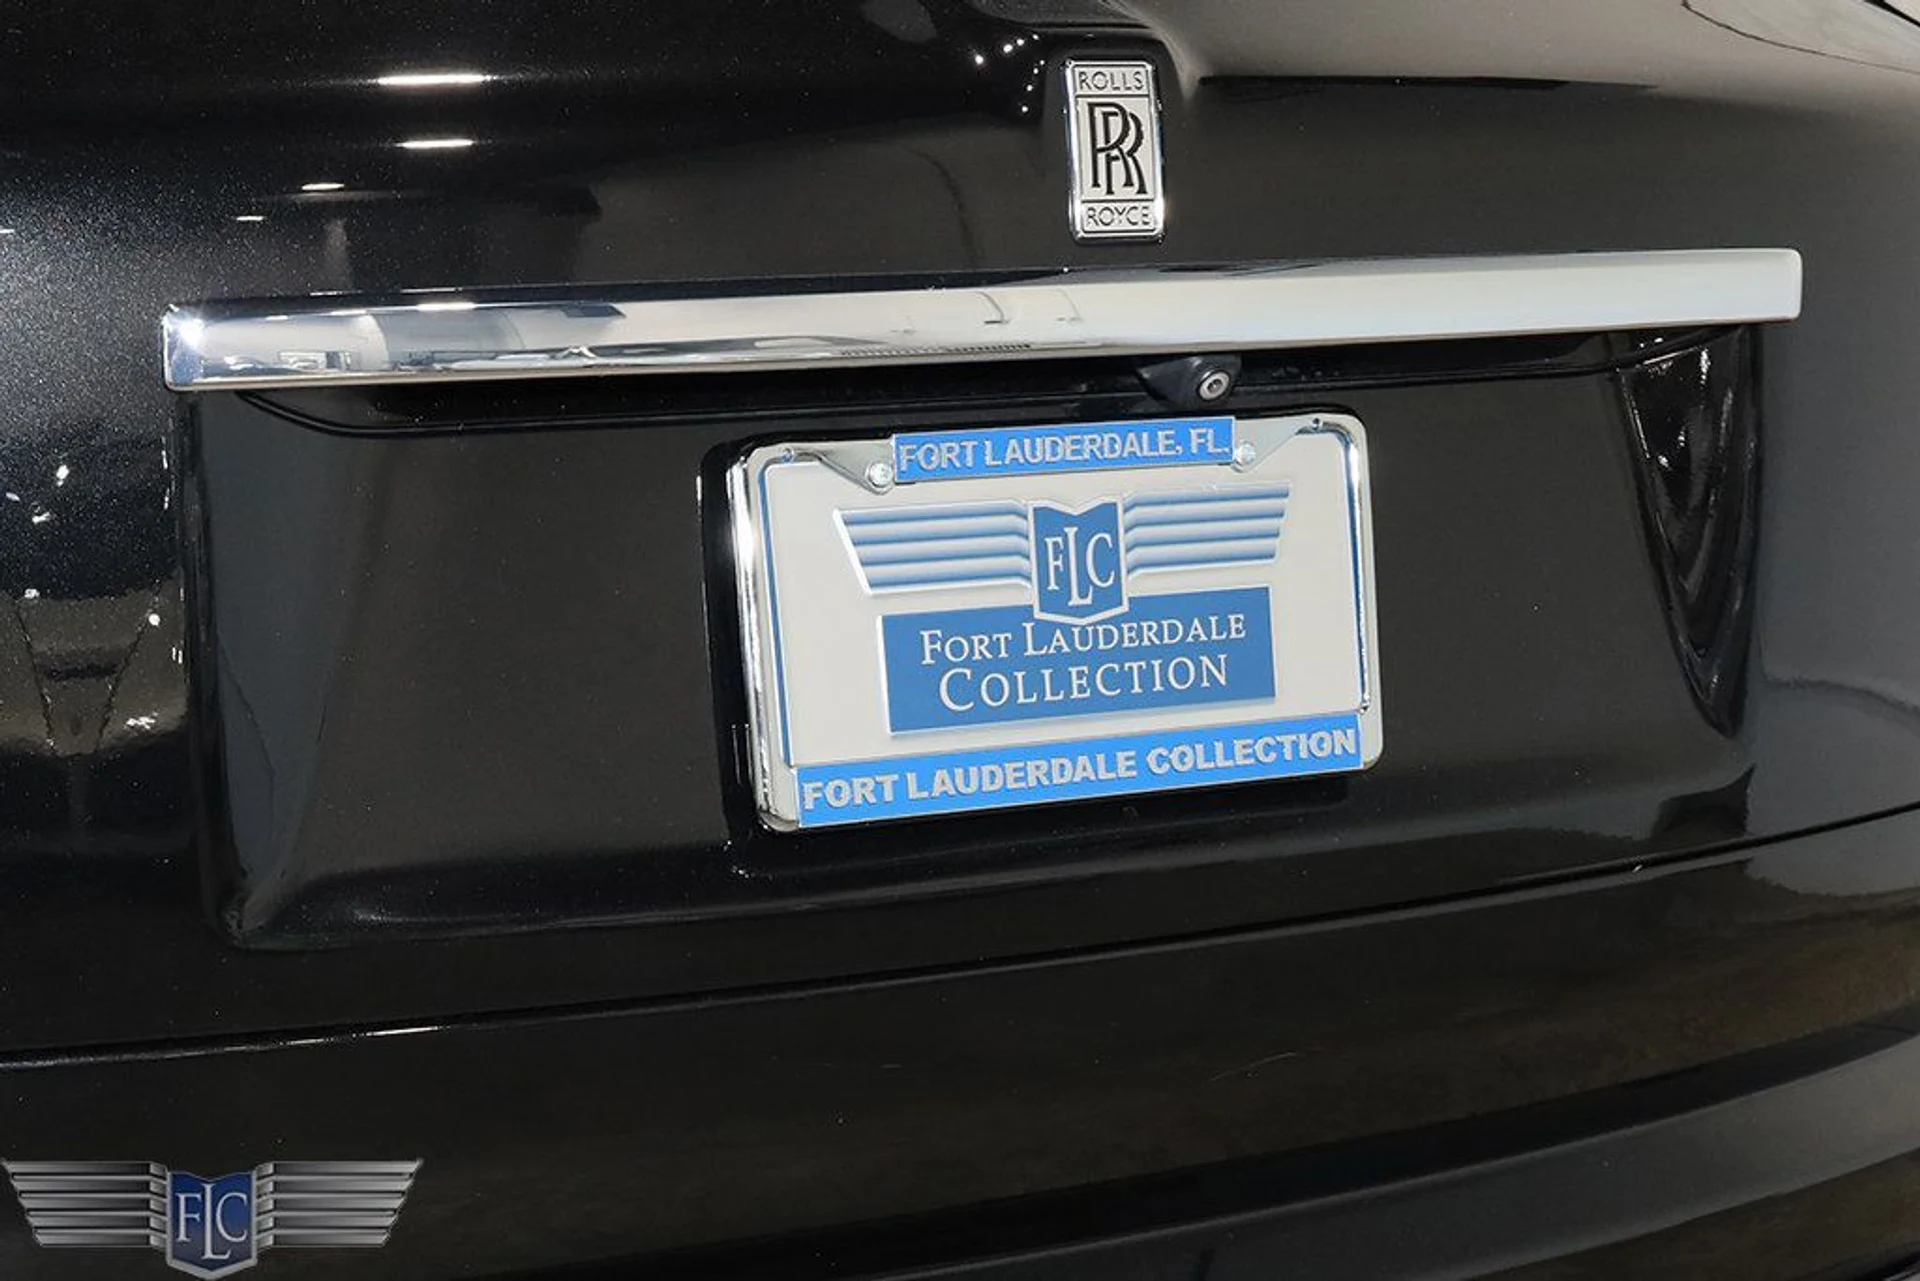 ROLLS
RR
ROYCE
FORT LAUDERDALE, FL.
FLC
FORT LAUDERDALE
COLLECTION
FORT LAUDERDALE COLLECTION
FLC